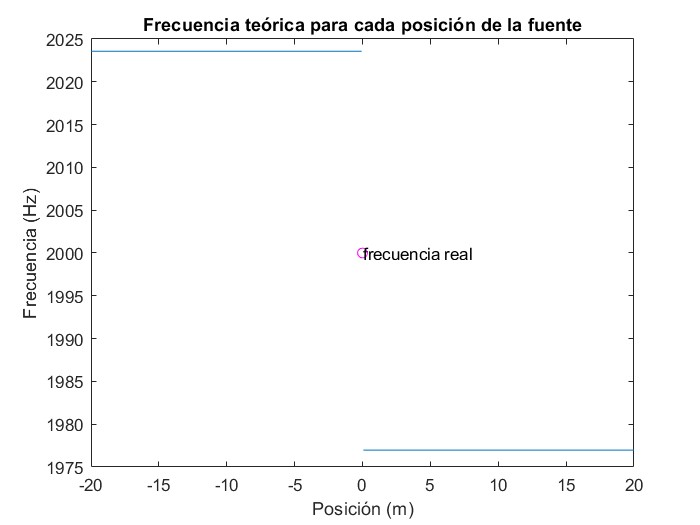 Frecuencia teórica para cada posición de la fuente
2025
2020
2015
2010
2005
2000
1995
1990
1985
1980
1975
Frecuencia (Hz)
frecuencia real
-20 -15 -10 -5 0 5 10 15 20
Posición (m)